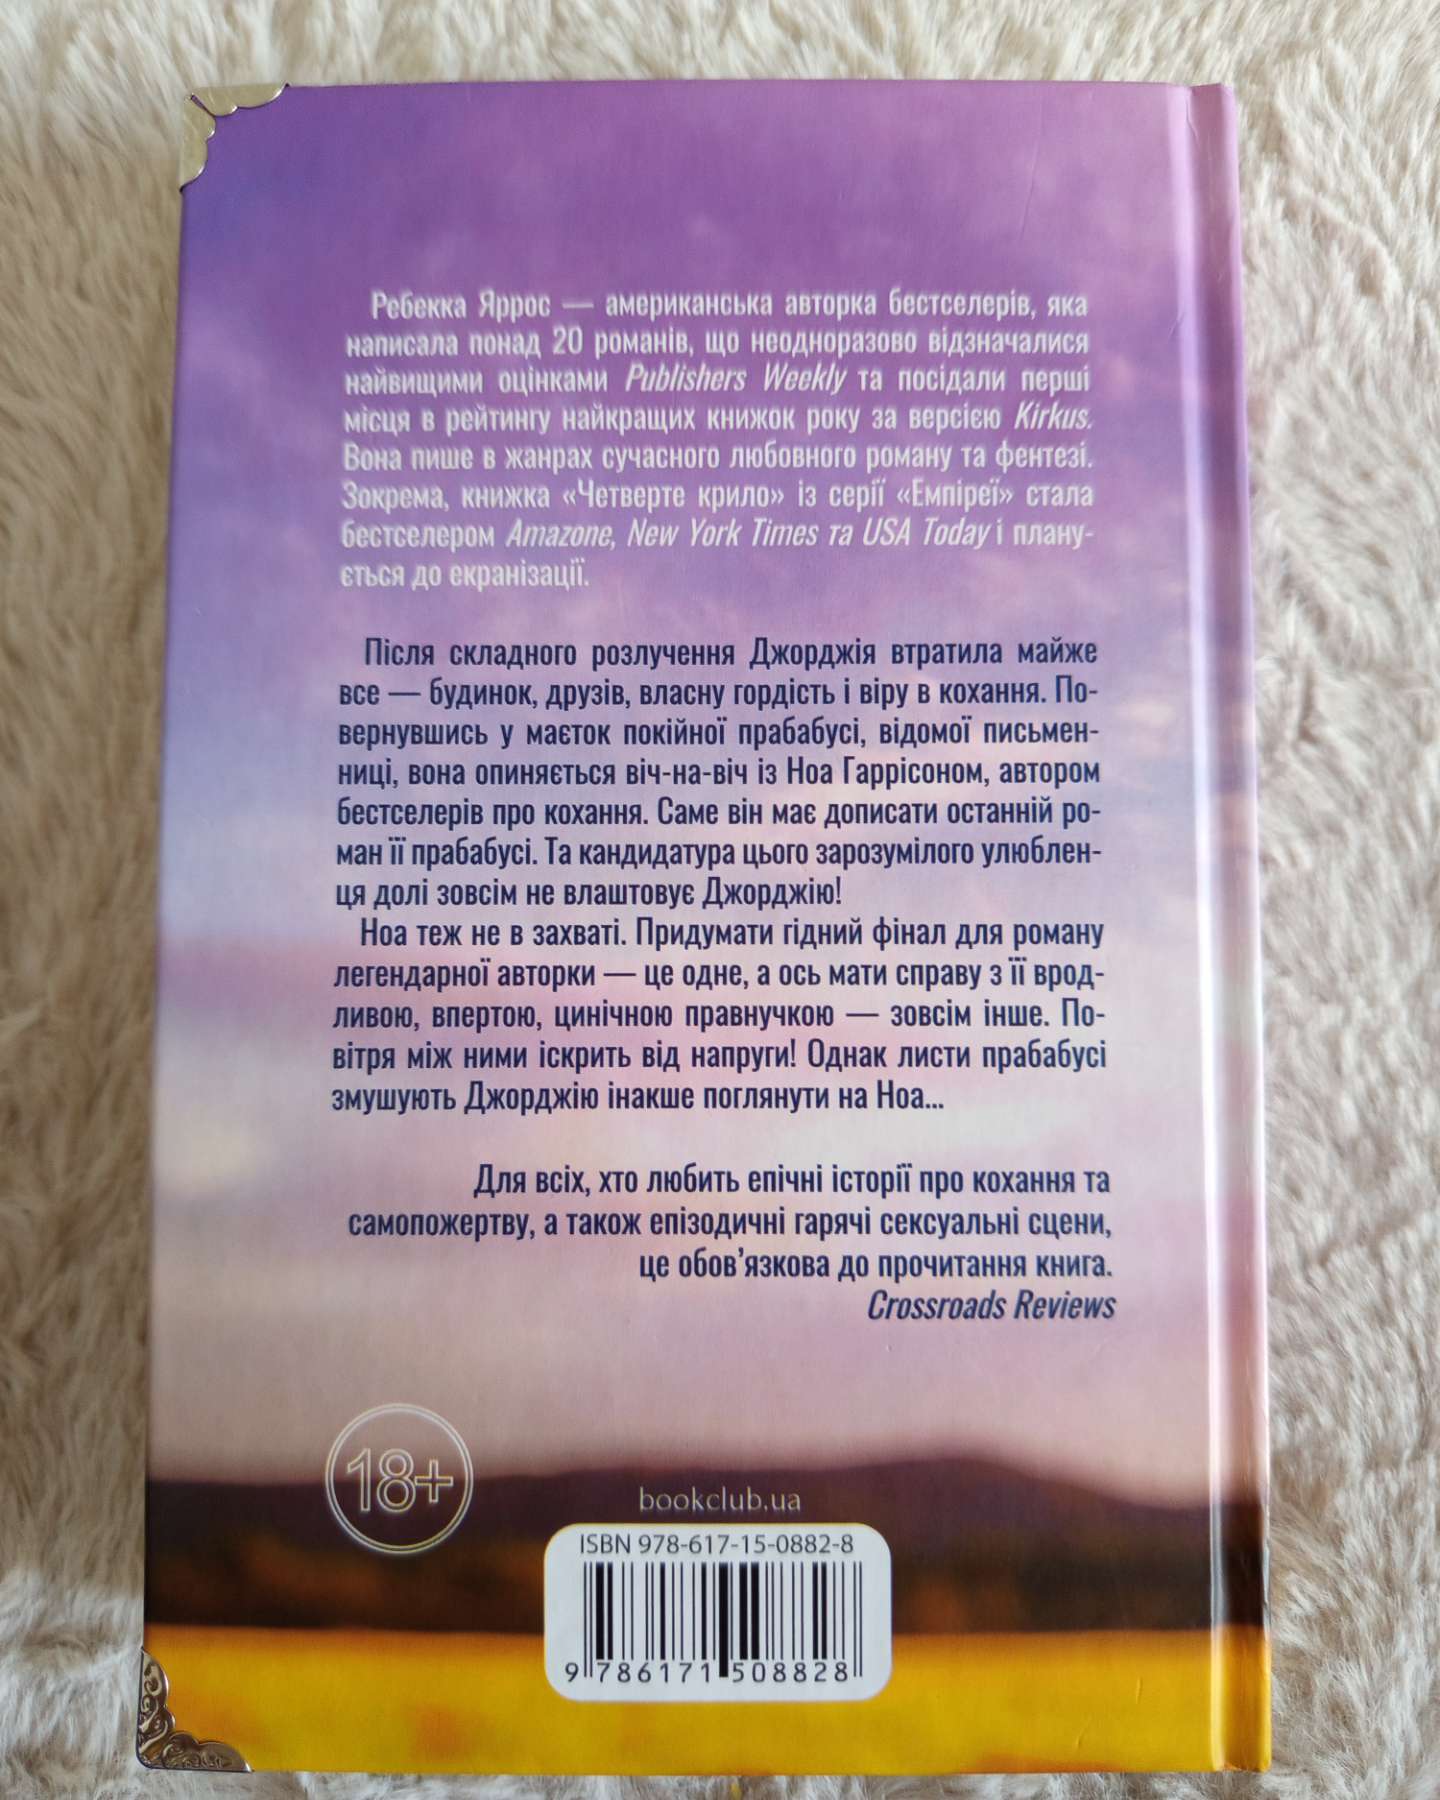 Ребекка Яррос — американська авторка бестселерів, яка
написала понад 20 романів, що неодноразово відзначалися
найвищими оцінками Publishers Weekly та посідали перші
місця в рейтингу найкращих книжок року за версією Kirkus.
Вона пише в жанрах сучасного любовного роману та фентезі.
Зокрема, книжка «Четверте крило» із серії «Емпіреї» стала
бестселером Amazone, New York Times та USA Today і плану-
ється до екранізації.
Після складного розлучення Джорджія втратила майже
все — будинок, друзів, власну гордість і віру в кохання. По-
вернувшись у маєток покійної прабабусі, відомої письмен-
ниці, вона опиняється віч-на-віч із Ноа Гаррісоном, автором
бестселерів про кохання. Саме він має дописати останній ро-
ман її прабабусі. Та кандидатура цього зарозумілого улюблен-
ця долі зовсім не влаштовує Джорджію!
Ноа теж не в захваті. Придумати гідний фінал для роману
легендарної авторки — це одне, а ось мати справу з її врод-
ливою, впертою, цинічною правнучкою — зовсім інше. По-
вітря між ними іскрить від напруги! Однак листи прабабусі
змушують Джорджію інакше поглянути на Ноа...
Для всіх, хто любить епічні історії про кохання та
самопожертву, а також епізодичні гарячі сексуальні сцени,
це обов’язкова до прочитання книга.
Crossroads Reviews
18+
bookclub.ua
ISBN 978-617-15-0882-8
9 786171 508828